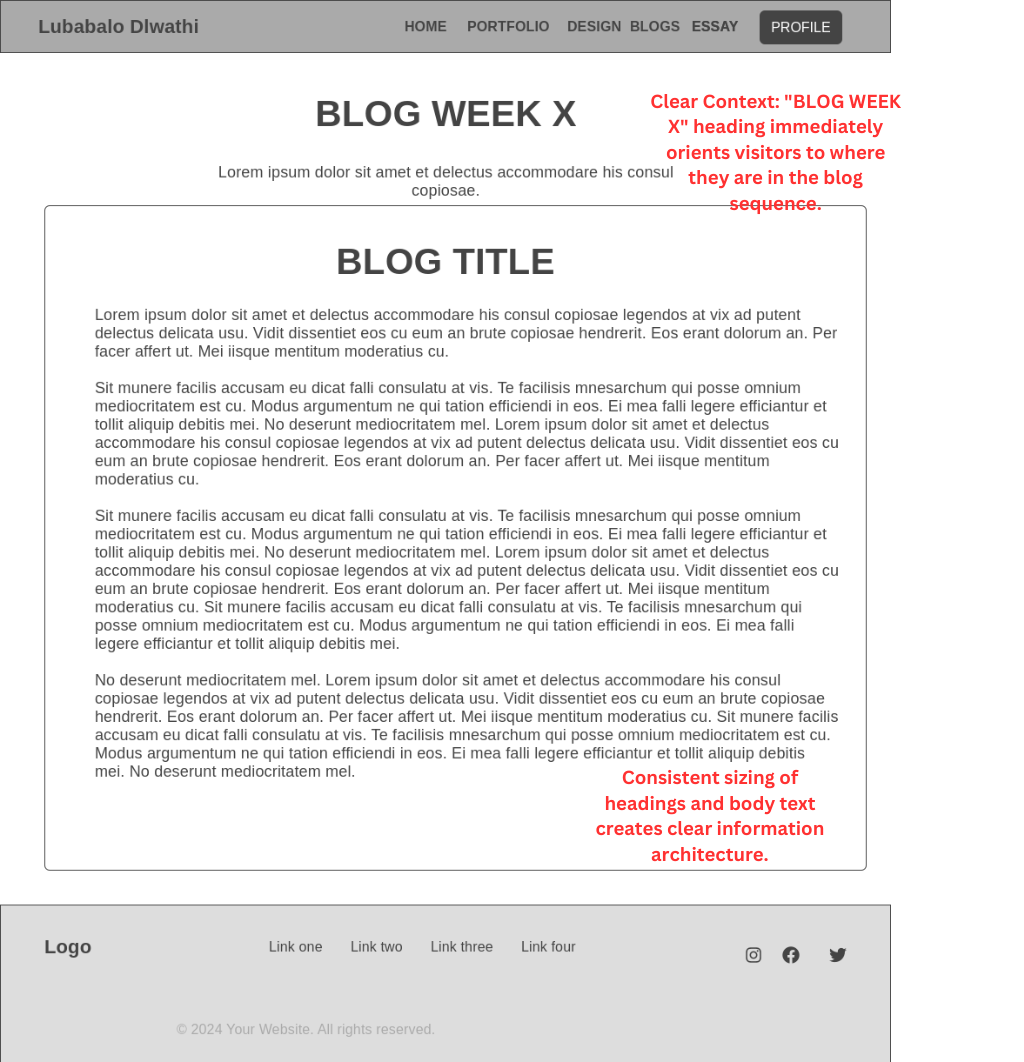 Lubabalo Dlwathi HOME PORTFOLIO DESIGN BLOGS ESSAY PROFILE
BLOG WEEK X
Lorem ipsum dolor sit amet et delectus accommodare his consul
copiosae.
Clear Context: "BLOG WEEK
X" heading immediately
orients visitors to where
they are in the blog
sequence.
BLOG TITLE
Lorem ipsum dolor sit amet et delectus accommodare his consul copiosae legendos at vix ad putent
delectus delicata usu. Vidit dissentiet eos cu eum an brute copiosae hendrerit. Eos erant dolorum an. Per
facer affert ut. Mei iisque mentitum moderatius cu.
Sit munere facilis accusam eu dicat falli consulatu at vis. Te facilisis mnesarchum qui posse omnium
mediocritatem est cu. Modus argumentum ne qui tation efficiendi in eos. Ei mea falli legere efficiantur et
tollit aliquip debitis mei. No deserunt mediocritatem mel. Lorem ipsum dolor sit amet et delectus
accommodare his consul copiosae legendos at vix ad putent delectus delicata usu. Vidit dissentiet eos cu
eum an brute copiosae hendrerit. Eos erant dolorum an. Per facer affert ut. Mei iisque mentitum
moderatius cu.
Sit munere facilis accusam eu dicat falli consulatu at vis. Te facilisis mnesarchum qui posse omnium
mediocritatem est cu. Modus argumentum ne qui tation efficiendi in eos. Ei mea falli legere efficiantur et
tollit aliquip debitis mei. No deserunt mediocritatem mel. Lorem ipsum dolor sit amet et delectus
accommodare his consul copiosae legendos at vix ad putent delectus delicata usu. Vidit dissentiet eos cu
eum an brute copiosae hendrerit. Eos erant dolorum an. Per facer affert ut. Mei iisque mentitum
moderatius cu. Sit munere facilis accusam eu dicat falli consulatu at vis. Te facilisis mnesarchum qui
posse omnium mediocritatem est cu. Modus argumentum ne qui tation efficiendi in eos. Ei mea falli
legere efficiantur et tollit aliquip debitis mei.
No deserunt mediocritatem mel. Lorem ipsum dolor sit amet et delectus accommodare his consul
copiosae legendos at vix ad putent delectus delicata usu. Vidit dissentiet eos cu eum an brute copiosae
hendrerit. Eos erant dolorum an. Per facer affert ut. Mei iisque mentitum moderatius cu. Sit munere facilis
accusam eu dicat falli consulatu at vis. Te facilisis mnesarchum qui posse omnium mediocritatem est cu.
Modus argumentum ne qui tation efficiendi in eos. Ei mea falli legere efficiantur et tollit aliquip debitis
mei. No deserunt mediocritatem mel.
Consistent sizing of
headings and body text
creates clear information
architecture.
Logo Link one Link two Link three Link four
© 2024 Your Website. All rights reserved.